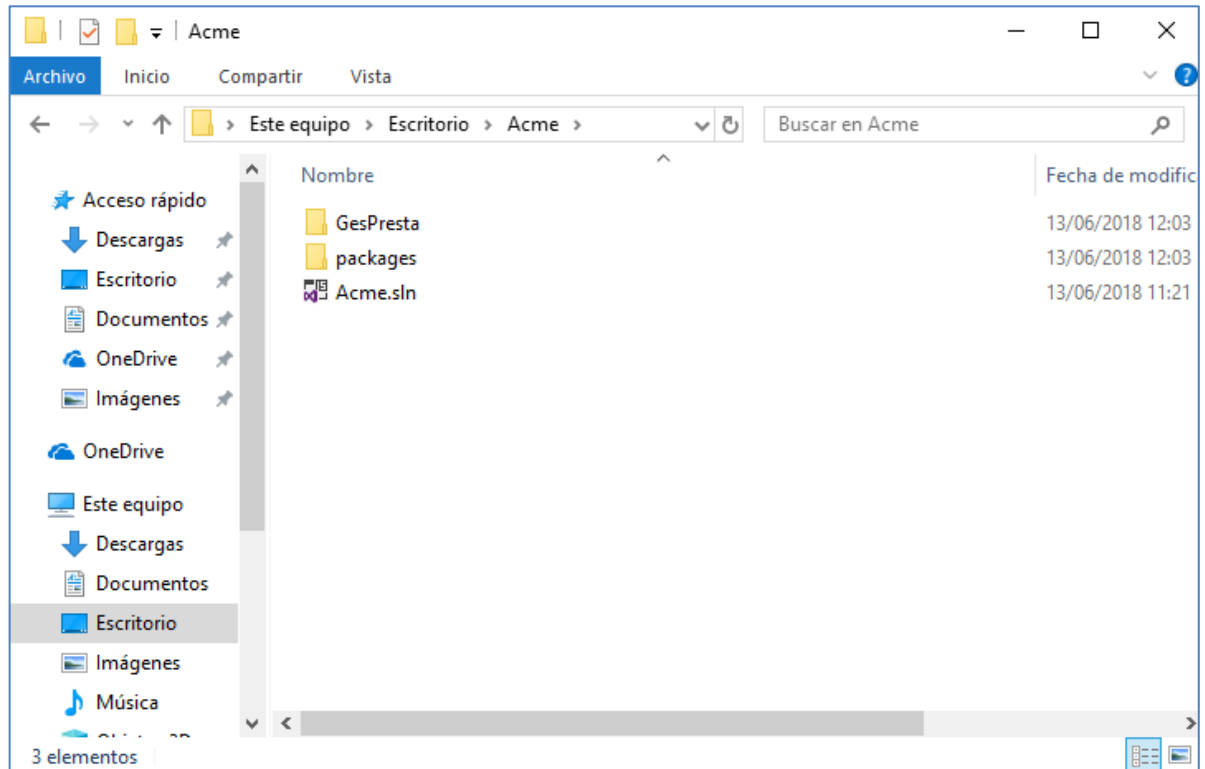 Acme
Archivo Inicio Compartir Vista
Este equipo > Escritorio > Acme > Buscar en Acme
Nombre Fecha de modific
Acceso rápido
Descargas
Escritorio
Documentos
OneDrive
Imágenes
OneDrive
Este equipo
Descargas
Documentos
Escritorio
Imágenes
Música
GesPresta 13/06/2018 12:03
packages 13/06/2018 12:03
Acme.sln 13/06/2018 11:21
3 elementos